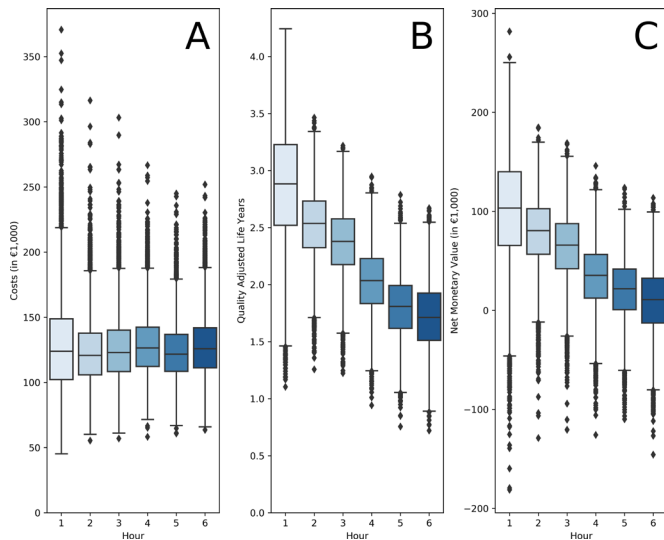 A
B
C
Costs (in €1,000)
350
300
250
200
150
100
50
0
1 2 3 4 5 6
Hour
Quality Adjusted Life Years
4.0
3.5
3.0
2.5
2.0
1.5
1.0
0.5
0.0
1 2 3 4 5 6
Hour
Net Monetary Value (in €1,000)
300
200
100
0
−100
−200
1 2 3 4 5 6
Hour